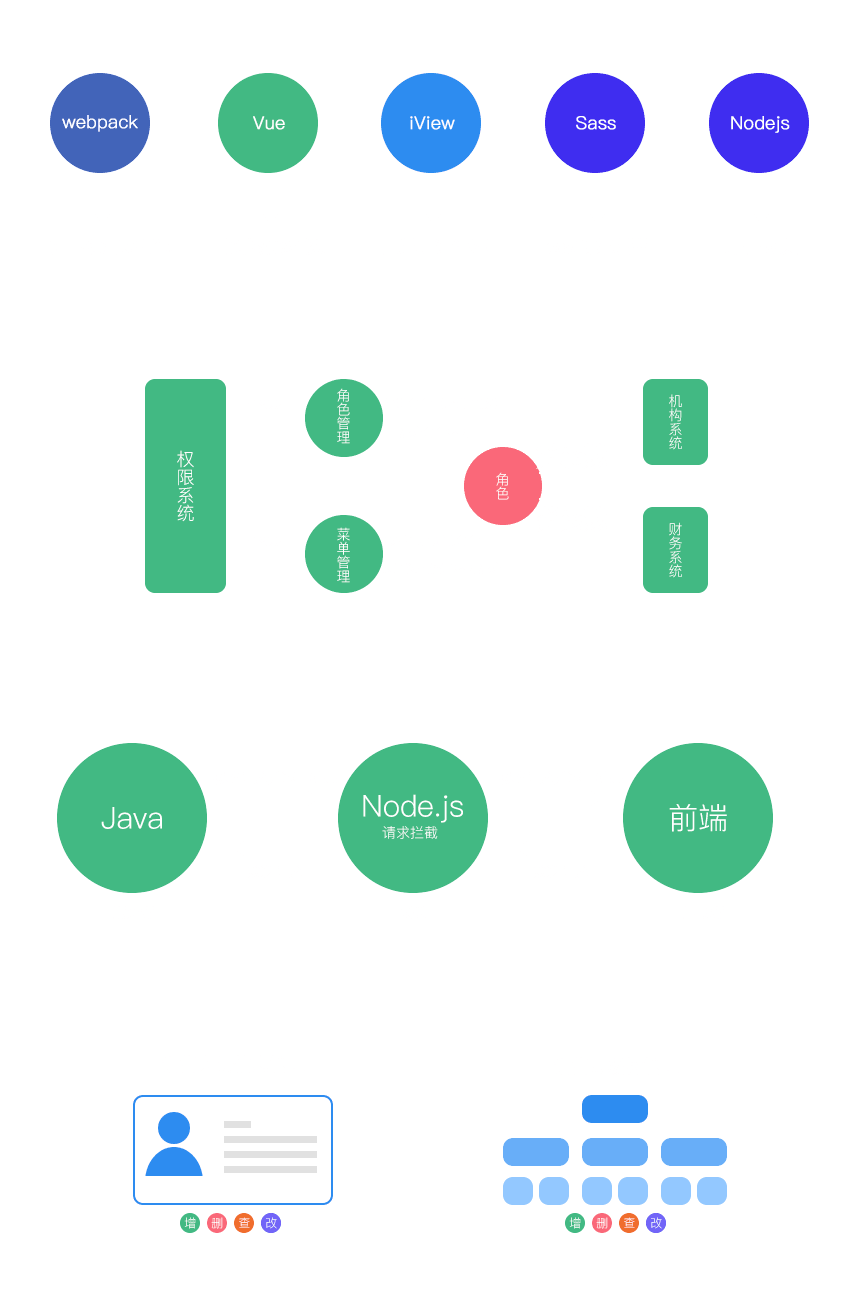 webpack
Vue
iView
Sass
Nodejs
权限系统
角色管理
菜单管理
角色
机构系统
财务系统
Java
Node.js
请求拦截
前端
增
删
查
改
增
删
查
改